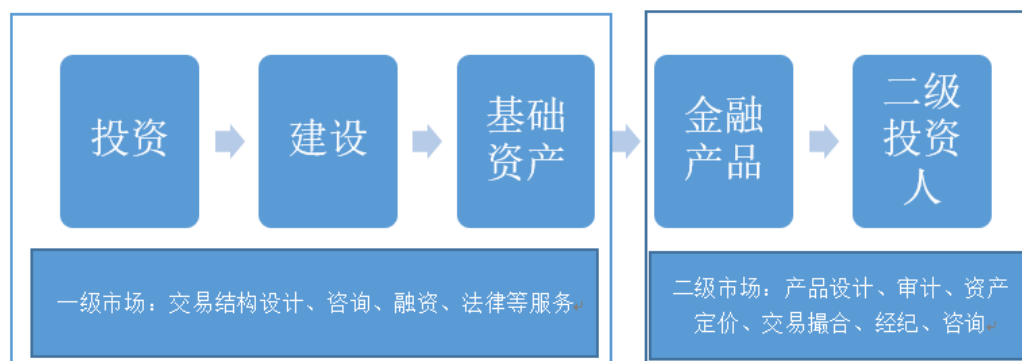 投资
建设
基础
资产
金融
产品
二级
投资
人
一级市场：交易结构设计、咨询、融资、法律等服务
二级市场：产品设计、审计、资产
定价、交易撮合、经纪、咨询